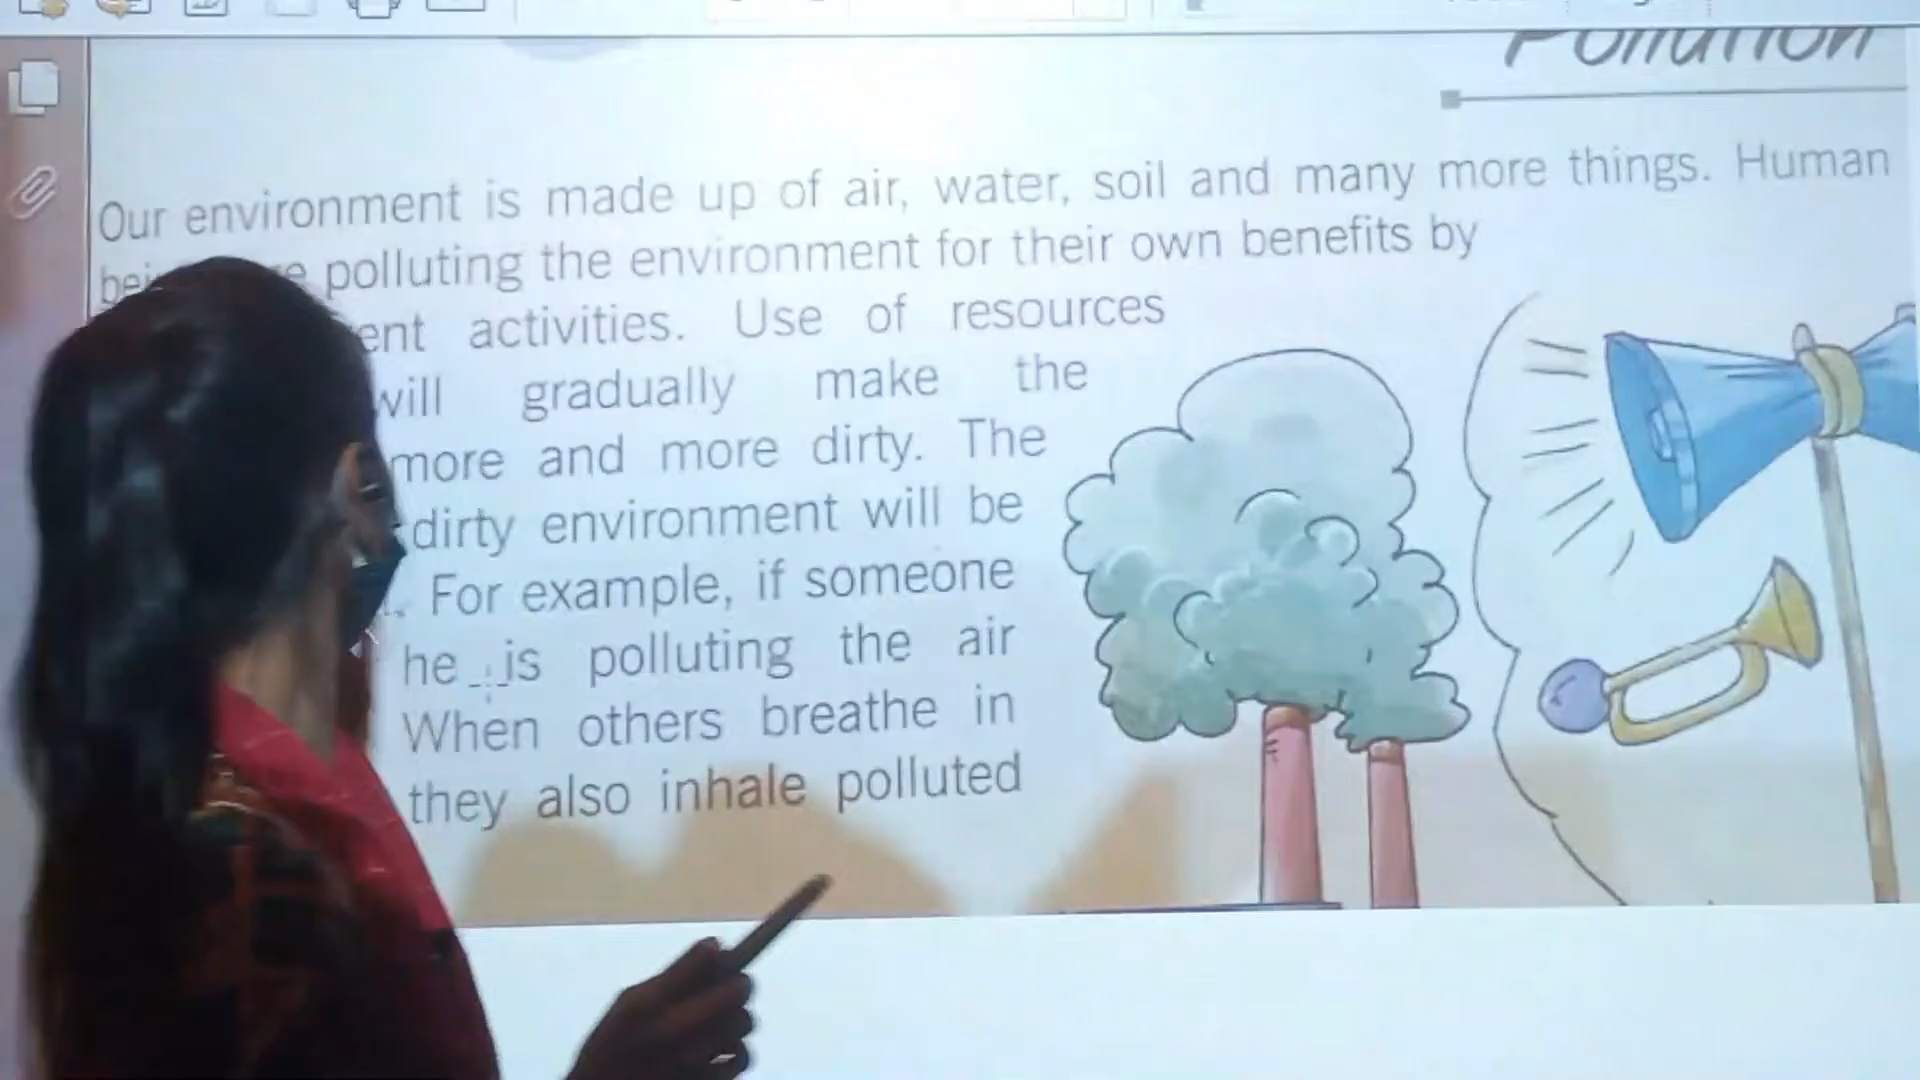 Pollution
Our environment is made up of air, water, soil and many more things. Human
polluting the environment for their own benefits by
activities. Use of resources
will gradually make the
more and more dirty. The
dirty environment will be
. For example, if someone
he is polluting the air
When others breathe in
they also inhale polluted